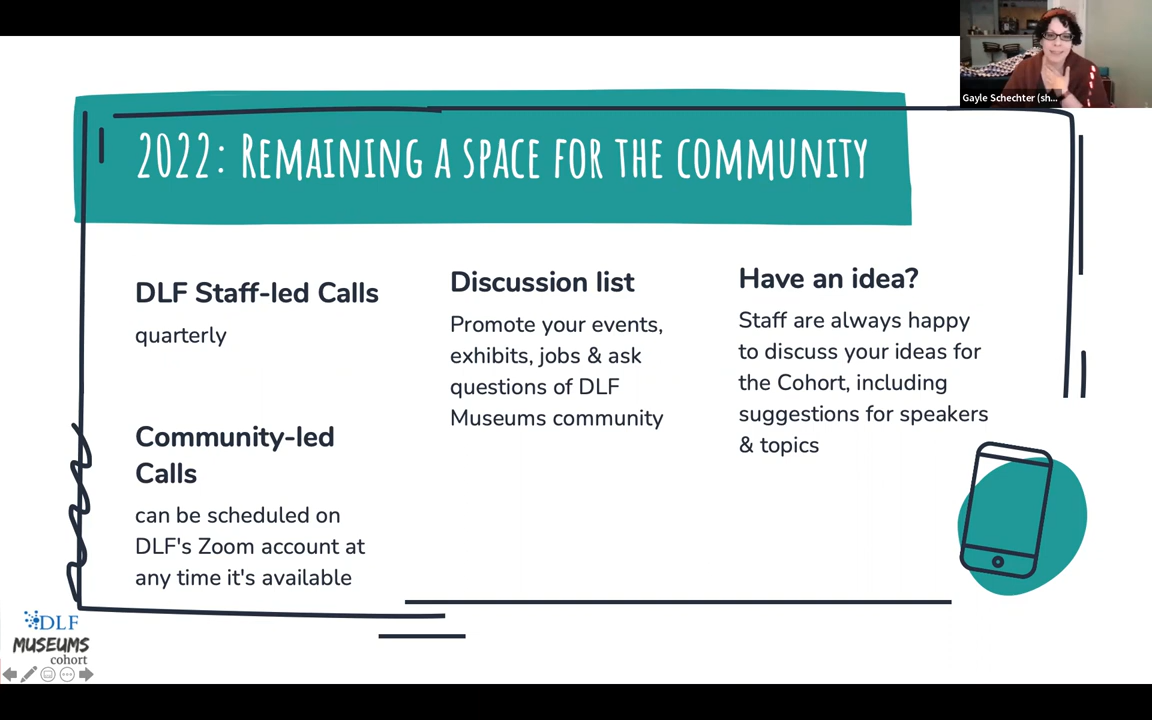 Gayle Schechter (sh...
2022: Remaining a space for the community
DLF Staff-led Calls
quarterly
Community-led
Calls
can be scheduled on
DLF's Zoom account at
any time it's available
Discussion list
Promote your events,
exhibits, jobs & ask
questions of DLF
Museums community
Have an idea?
Staff are always happy
to discuss your ideas for
the Cohort, including
suggestions for speakers
& topics
DLF
MUSEUMS
cohort